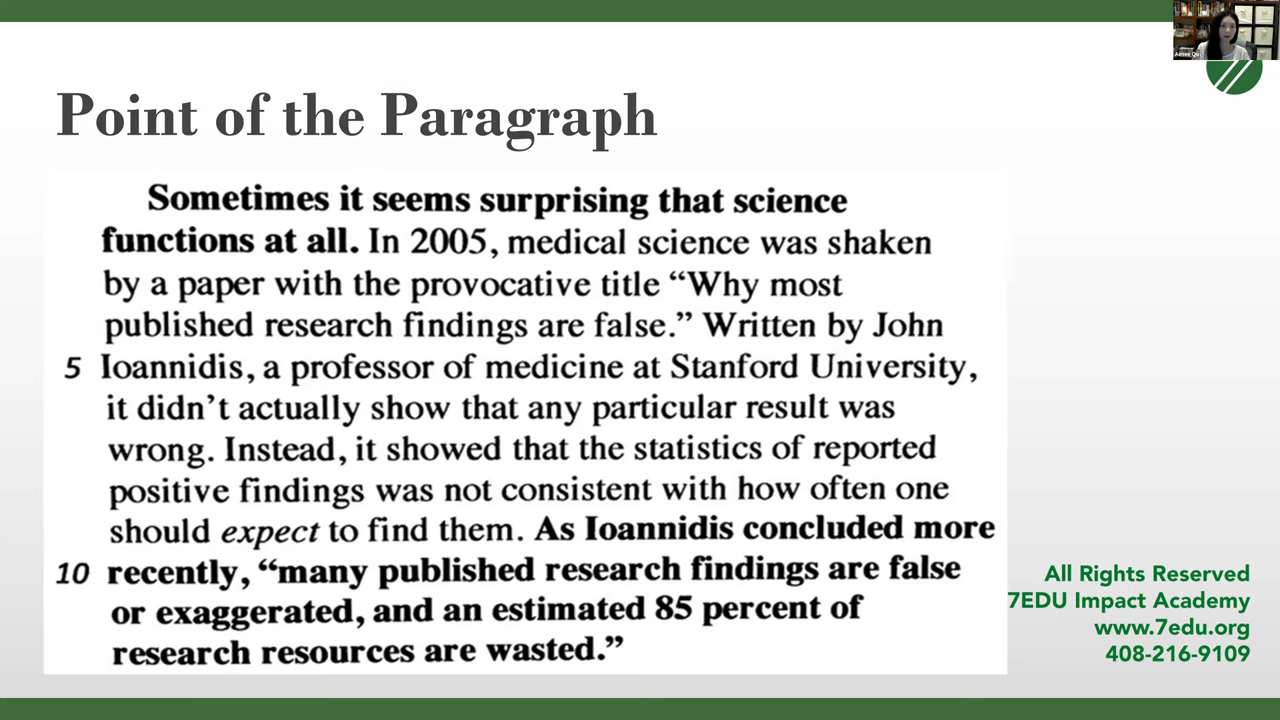 Point of the Paragraph
Sometimes it seems surprising that science
functions at all. In 2005, medical science was shaken
by a paper with the provocative title “Why most
published research findings are false.” Written by John
5 Ioannidis, a professor of medicine at Stanford University,
it didn’t actually show that any particular result was
wrong. Instead, it showed that the statistics of reported
positive findings was not consistent with how often one
should expect to find them. As Ioannidis concluded more
10 recently, “many published research findings are false
or exaggerated, and an estimated 85 percent of
research resources are wasted.”
All Rights Reserved
7EDU Impact Academy
www.7edu.org
408-216-9109